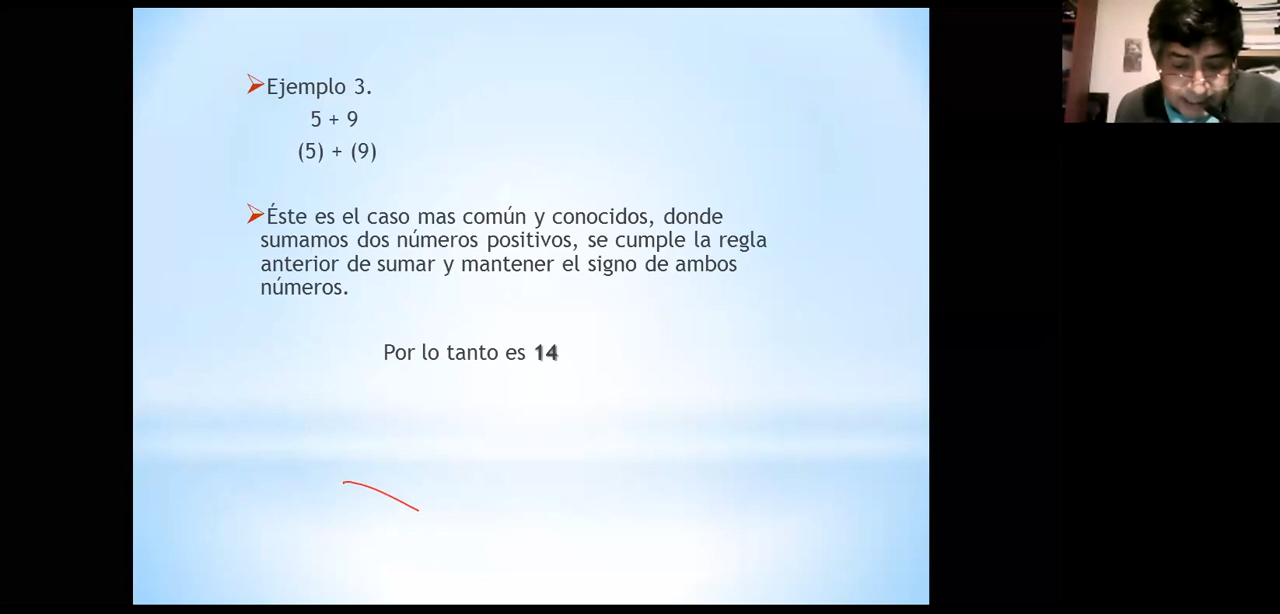 Ejemplo 3.
5 + 9
(5) + (9)
Éste es el caso mas común y conocidos, donde
sumamos dos números positivos, se cumple la regla
anterior de sumar y mantener el signo de ambos
números.
Por lo tanto es 14